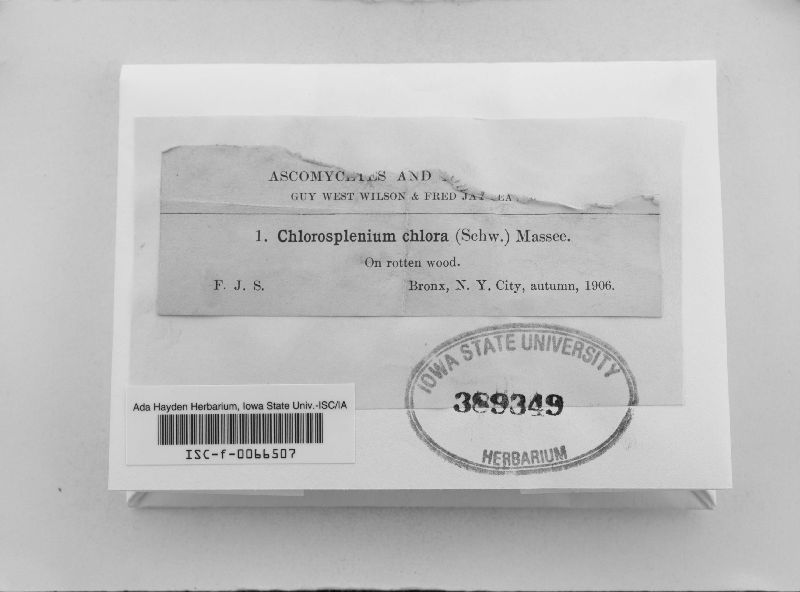 ASCOMYCETES AND
GUY WEST WILSON & FRED JAY
1. Chlorosplenium chlora (Schw.) Massee.
On rotten wood.
F. J. S.
Bronx, N. Y. City, autumn, 1906.
IOWA STATE UNIVERSITY
389349
HERBARIUM
Ada Hayden Herbarium, Iowa State Univ.-ISC/IA
ISC-f-0066507